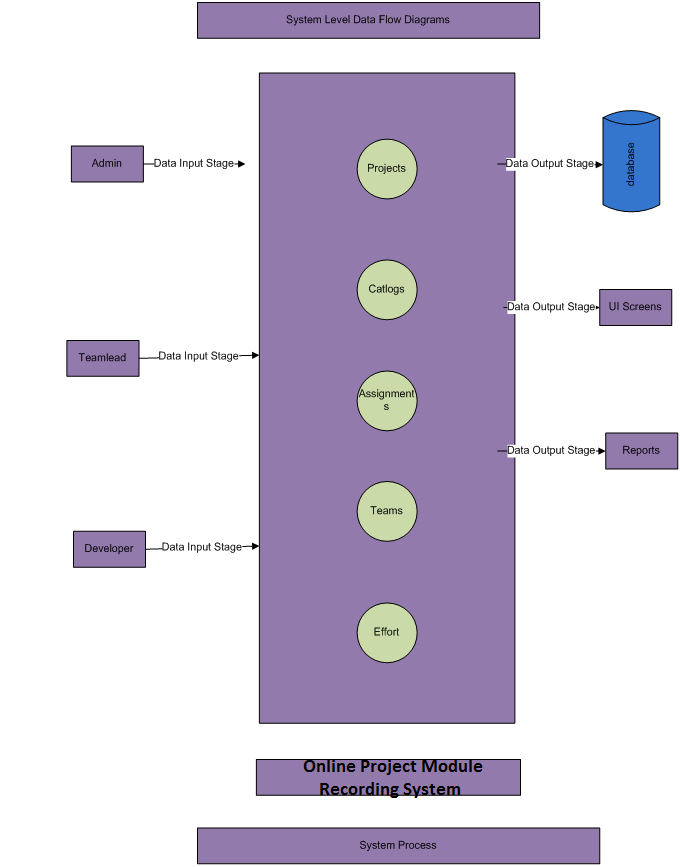 System Level Data Flow Diagrams
Admin
Data Input Stage
Projects
Data Output Stage
database
Catlogs
Data Output Stage
UI Screens
Teamlead
Data Input Stage
Assignment
s
Data Output Stage
Reports
Teams
Developer
Data Input Stage
Effort
Online Project Module
Recording System
System Process